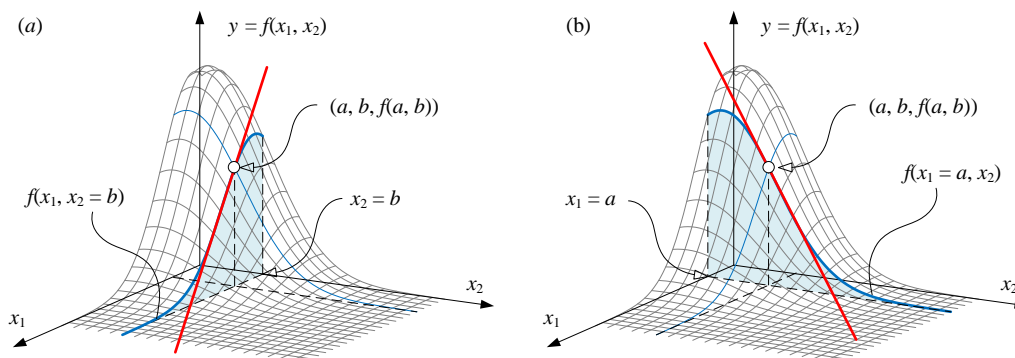 (a)
y = f(x₁, x₂)
(a, b, f(a, b))
f(x₁, x₂ = b)
x₂ = b
x₂
x₁
(b)
y = f(x₁, x₂)
(a, b, f(a, b))
f(x₁ = a, x₂)
x₁ = a
x₂
x₁